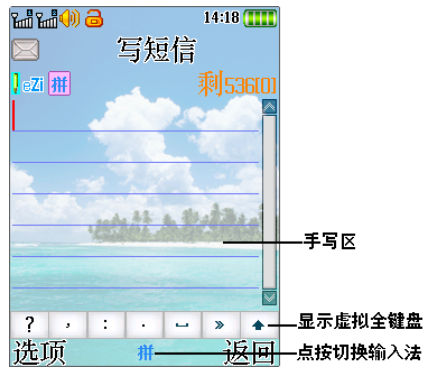 14:18
写短信
eZi 拼 剩536[0]
手写区
? , : . ␣ » 显示虚拟全键盘
选项 拼 返回 点按切换输入法